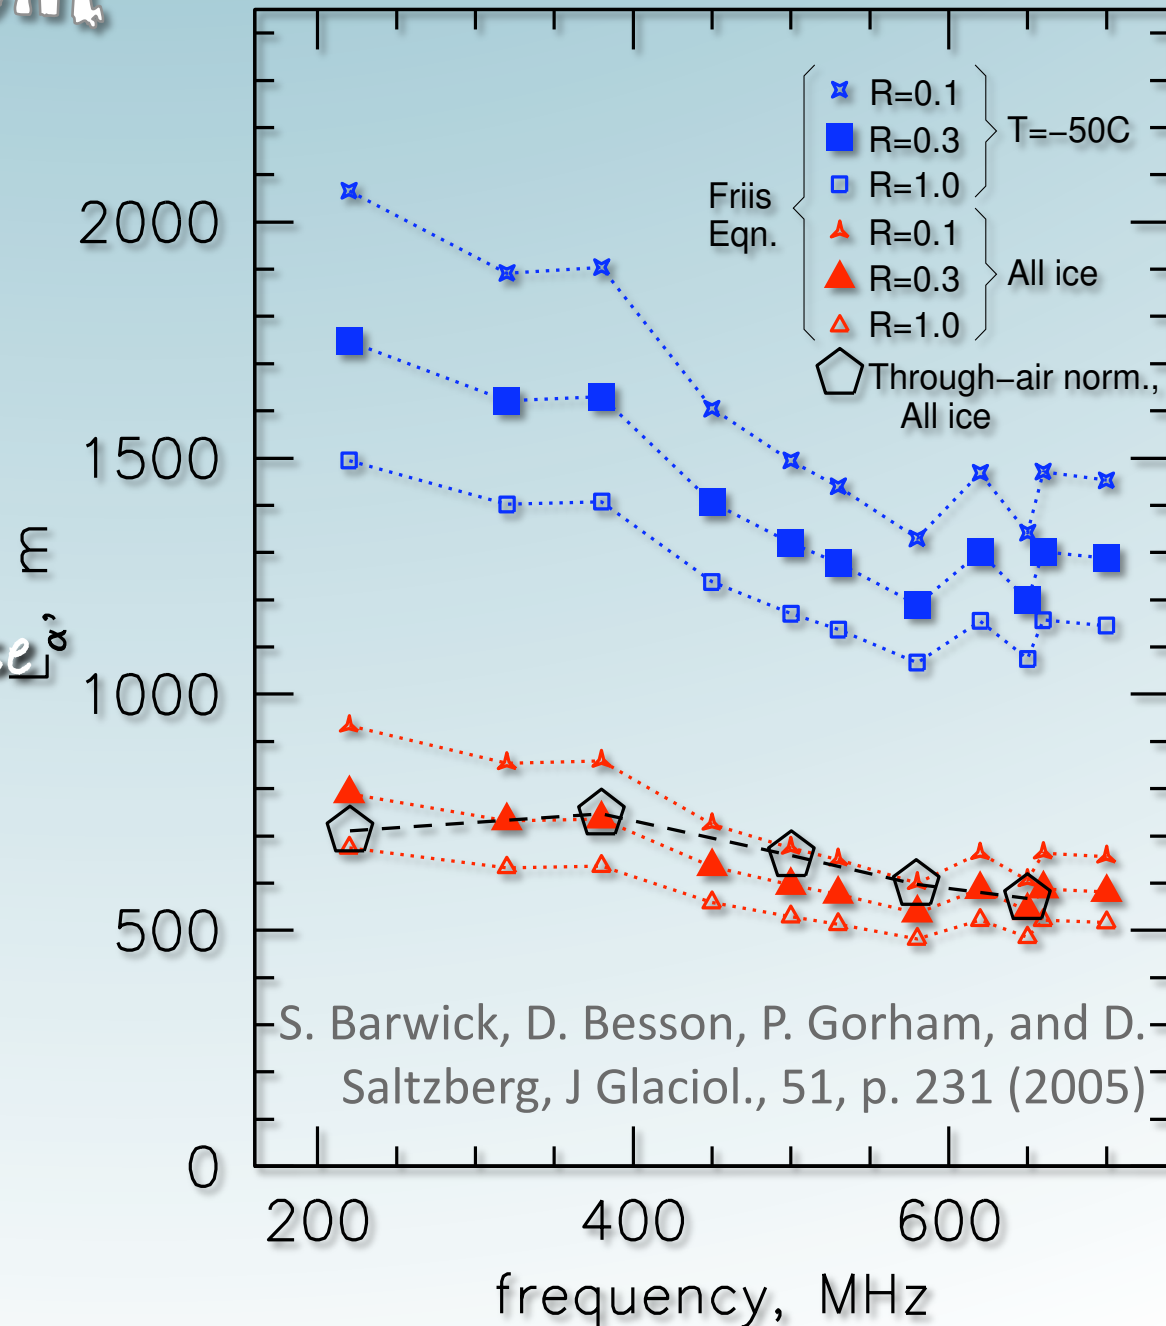 R=0.1
R=0.3
R=1.0
T=−50C
Friis
Eqn.
R=0.1
R=0.3
R=1.0
All ice
Through−air norm.,
All ice
2000
1500
1000
500
0
Lα, m
S. Barwick, D. Besson, P. Gorham, and D.
Saltzberg, J Glaciol., 51, p. 231 (2005)
200
400
600
frequency, MHz